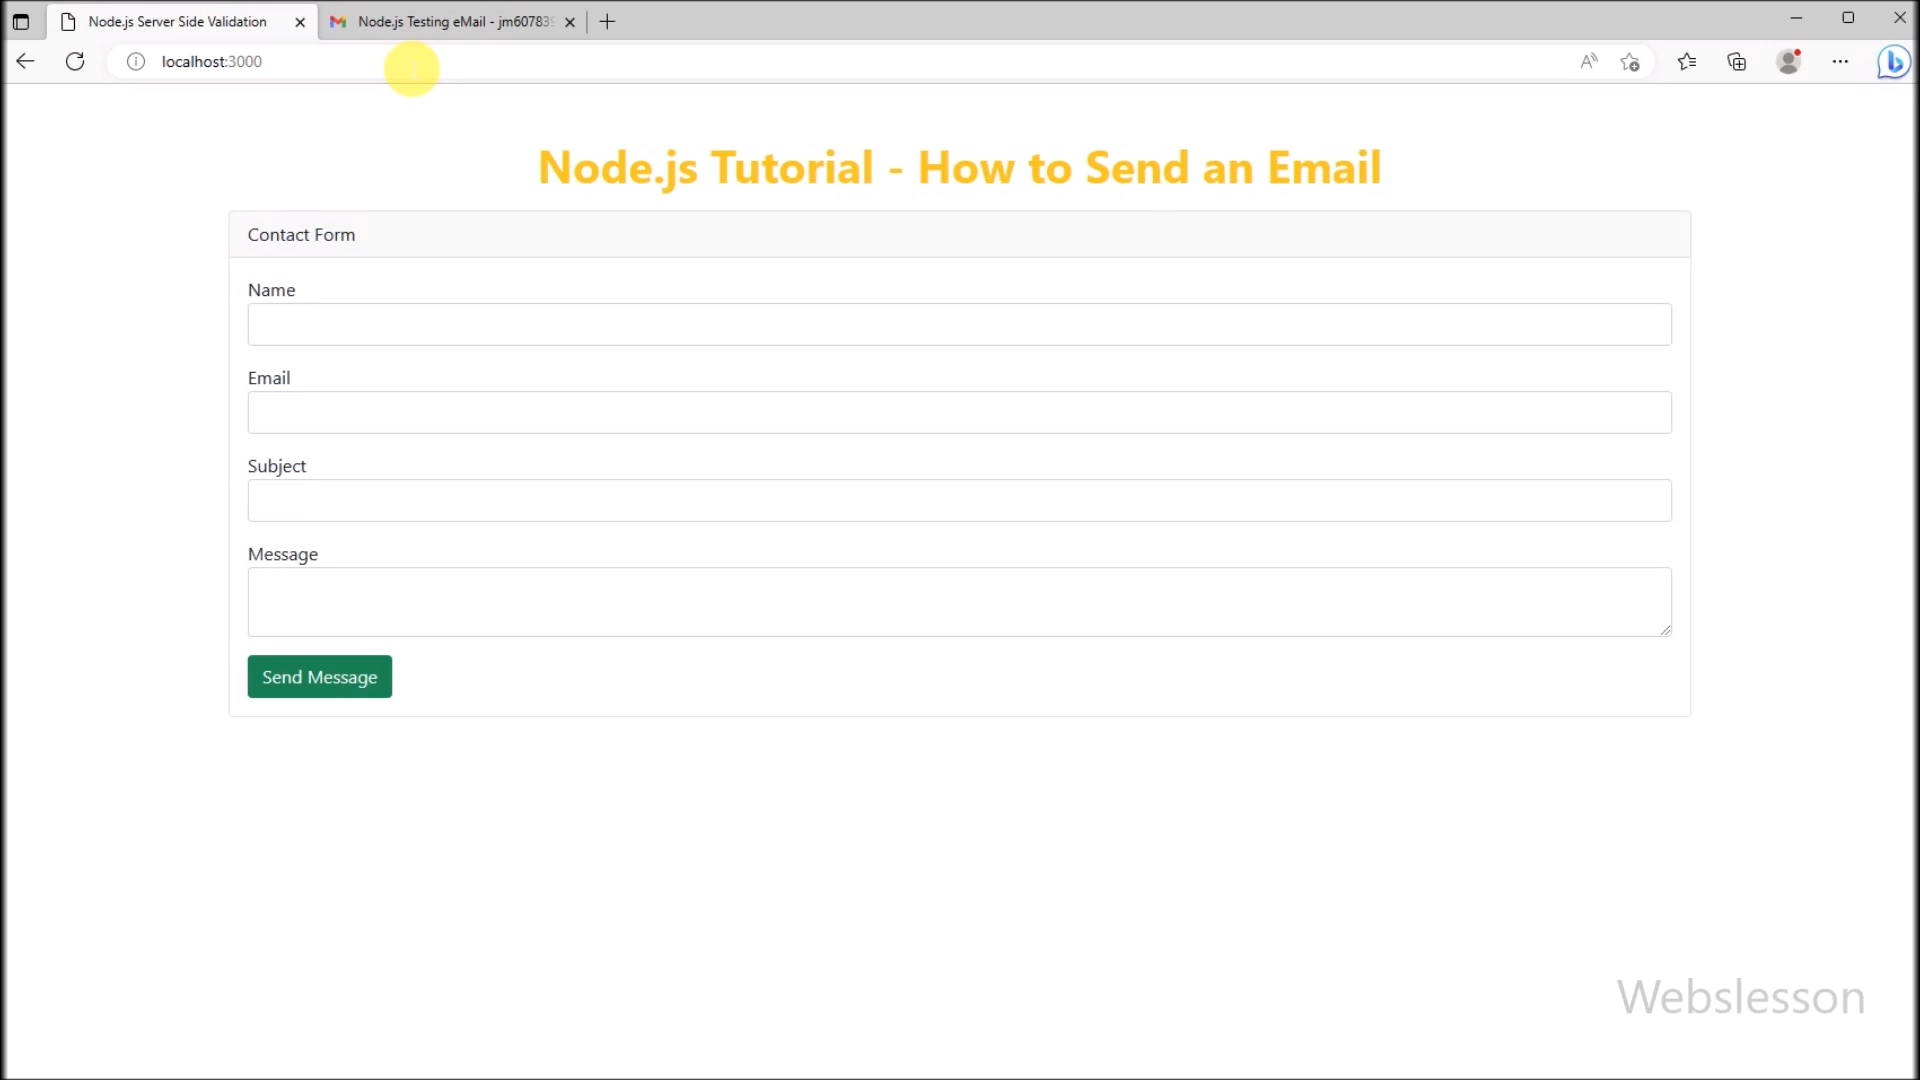 Node.js Server Side Validation
Node.js Testing eMail - jm60783
localhost:3000
Node.js Tutorial - How to Send an Email
Contact Form
Name
Email
Subject
Message
Send Message
Webslesson